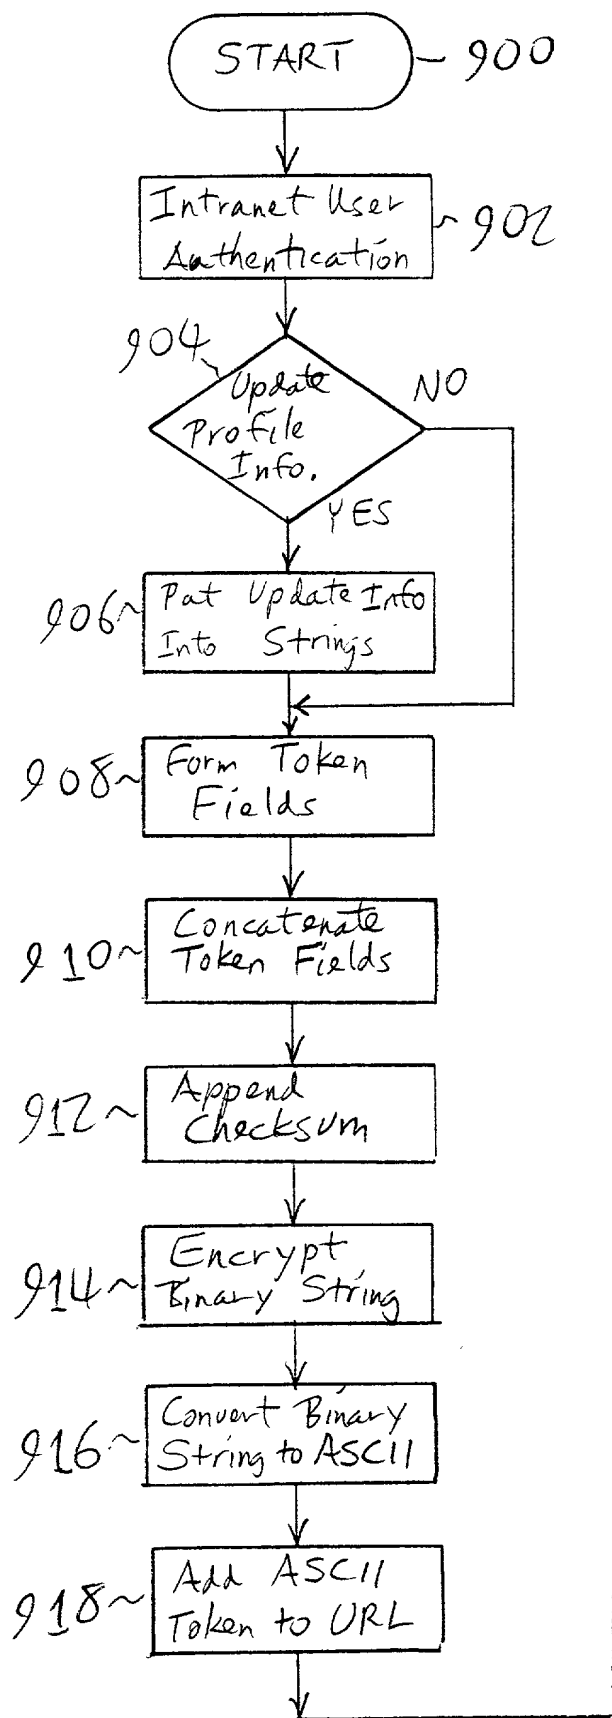 START 900
Intranet User
Authentication
902
904
Update
Profile
Info.
NO
YES
906
Put Update Info
Into Strings
908
Form Token
Fields
910
Concatenate
Token Fields
912
Append
Checksum
914
Encrypt
Binary String
916
Convert Binary
String to ASCII
918
Add ASCII
Token to URL